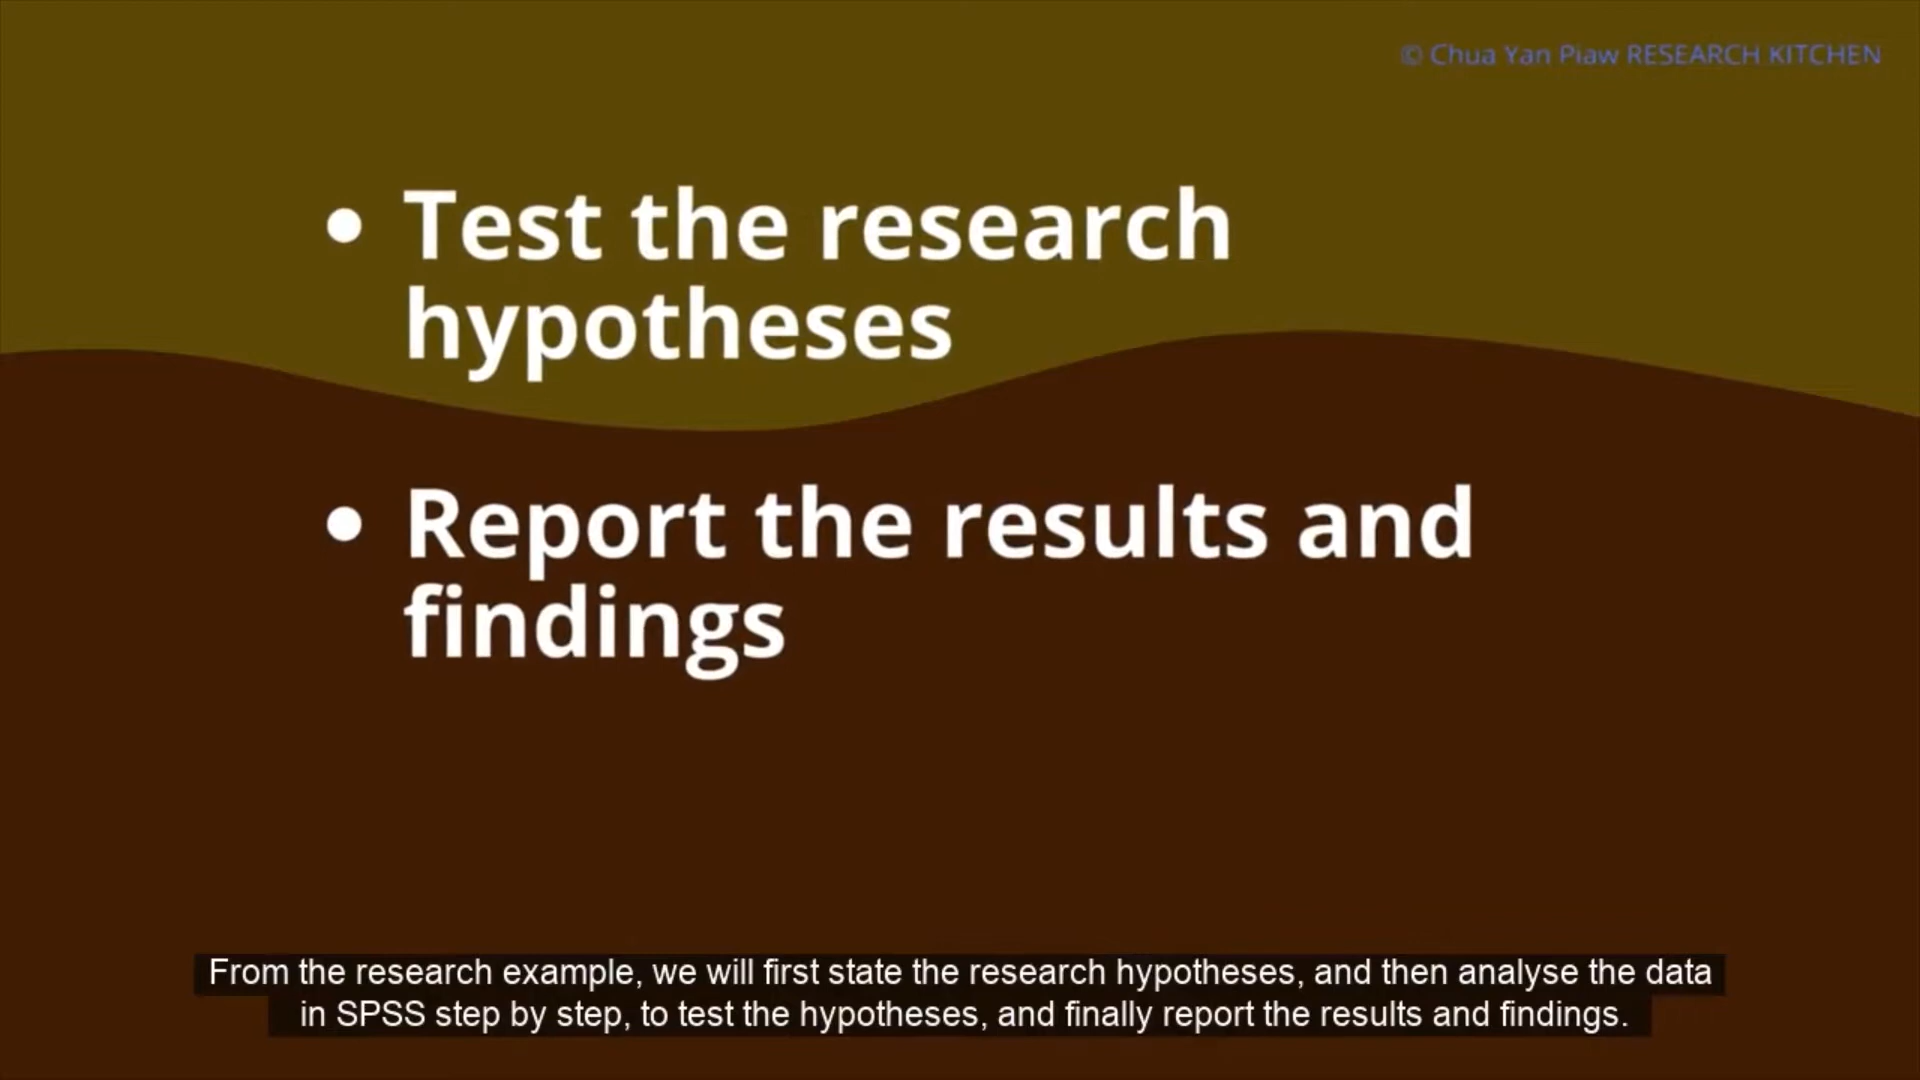 © Chua Yan Piaw RESEARCH KITCHEN
• Test the research
hypotheses
• Report the results and
findings
From the research example, we will first state the research hypotheses, and then analyse the data
in SPSS step by step, to test the hypotheses, and finally report the results and findings.